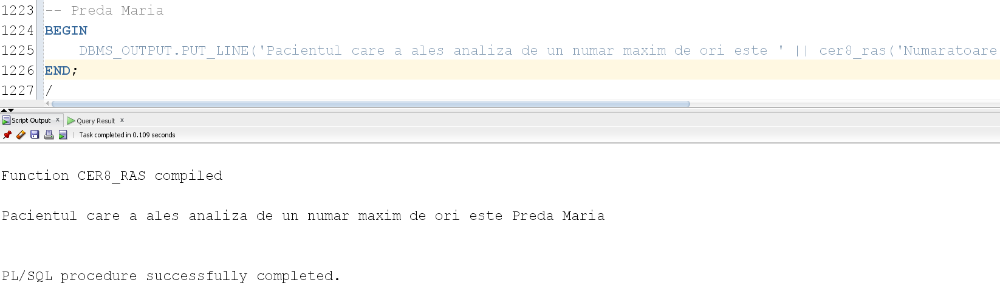 1223 -- Preda Maria
1224 BEGIN
1225 DBMS_OUTPUT.PUT_LINE('Pacientul care a ales analiza de un numar maxim de ori este ' || cer8_ras('Numaratoare
1226 END;
1227 /
Script Output x Query Result x
Task completed in 0.109 seconds
Function CER8_RAS compiled
Pacientul care a ales analiza de un numar maxim de ori este Preda Maria
PL/SQL procedure successfully completed.